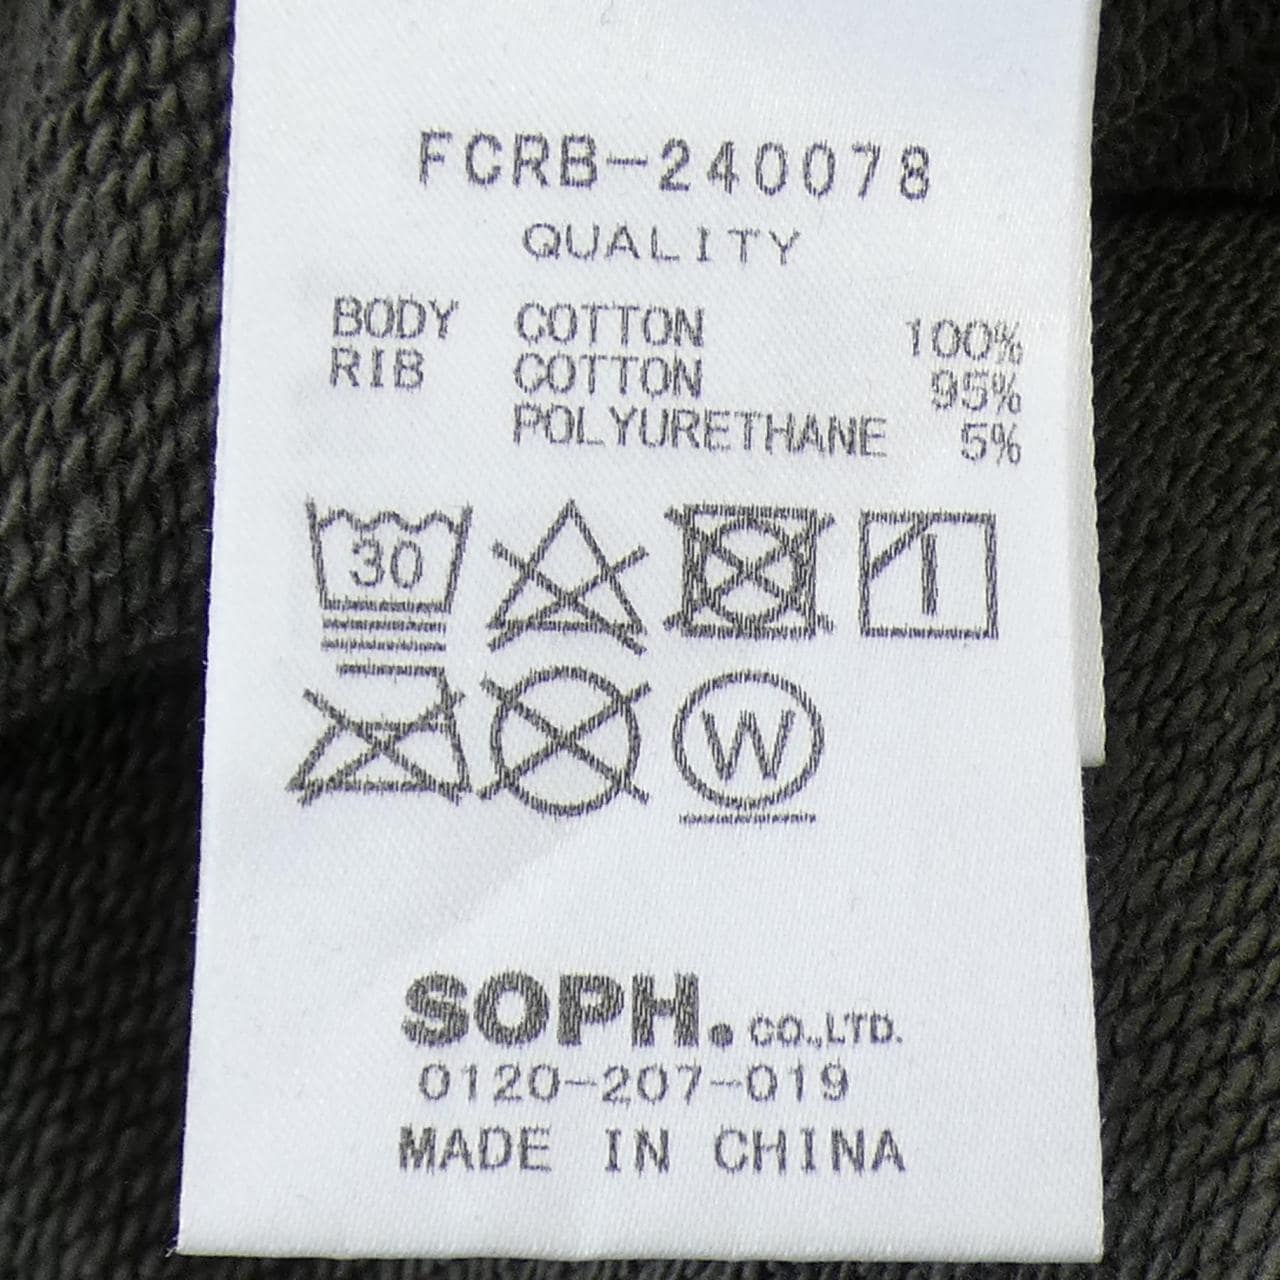 FCRB-240078
QUALITY
BODY COTTON 100%
RIB COTTON 95%
POLYURETHANE 5%
30
W
SOPH. CO.,LTD.
0120-207-019
MADE IN CHINA